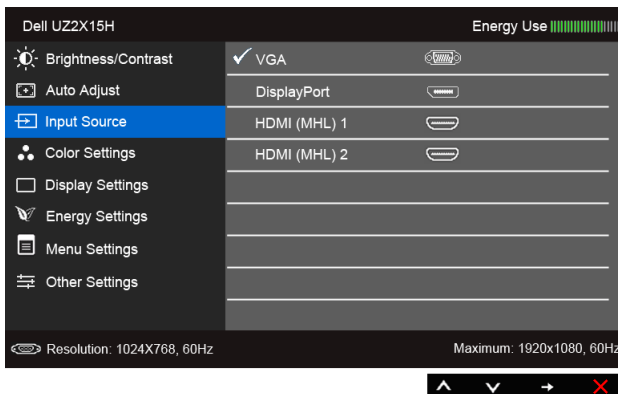 Dell UZ2X15H Energy Use
Brightness/Contrast VGA
Auto Adjust DisplayPort
Input Source HDMI (MHL) 1
Color Settings HDMI (MHL) 2
Display Settings
Energy Settings
Menu Settings
Other Settings
Resolution: 1024X768, 60Hz Maximum: 1920x1080, 60Hz